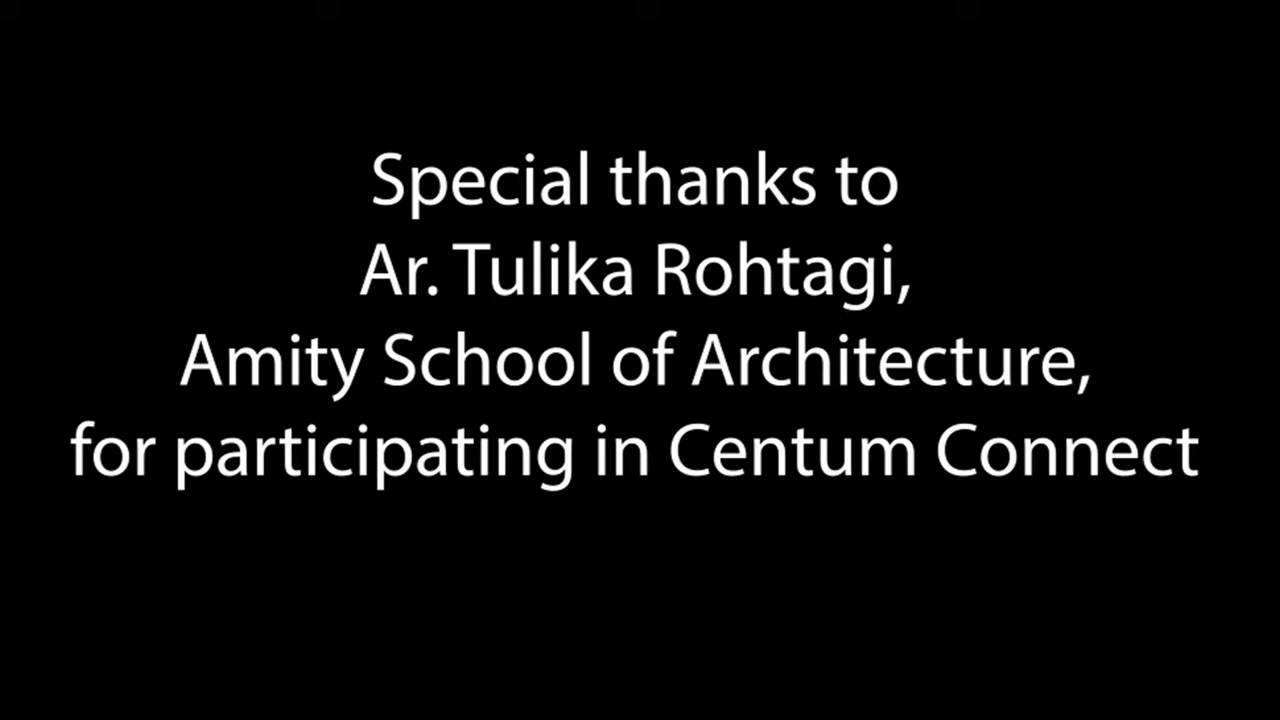 Special thanks to
Ar. Tulika Rohtagi,
Amity School of Architecture,
for participating in Centum Connect